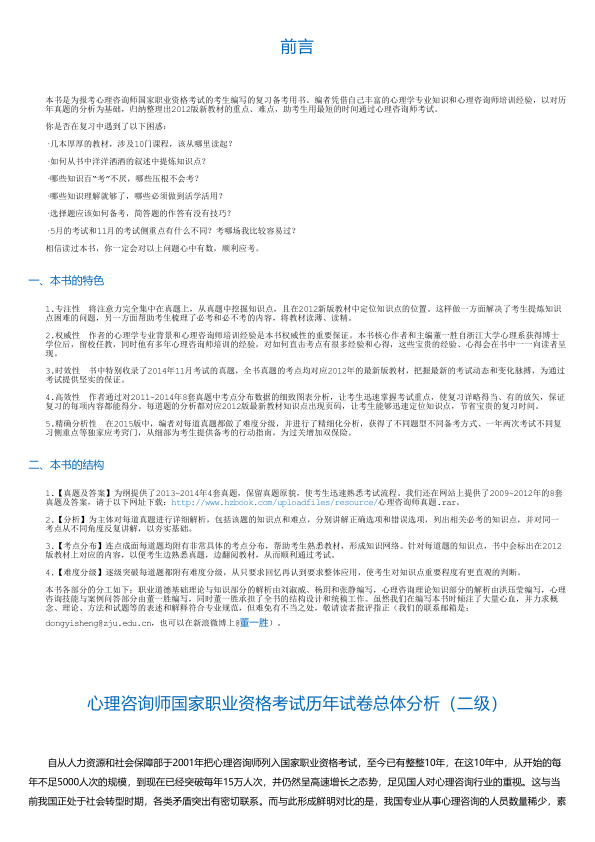 前言
本书是为报考心理咨询师国家职业资格考试的考生编写的复习备考用书。编者凭借自己丰富的心理学专业知识和心理咨询师培训经验，以对历
年真题的分析为基础，归纳整理出2012版新教材的重点、难点，助考生用最短的时间通过心理咨询师考试。
你是否在复习中遇到了以下困惑：
·几本厚厚的教材，涉及10门课程，该从哪里读起？
·如何从书中洋洋洒洒的叙述中提炼知识点？
·哪些知识百“考”不厌，哪些压根不会考？
·哪些知识理解就够了，哪些必须做到活学活用？
·选择题应该如何备考，简答题的作答有没有技巧？
·5月的考试和11月的考试侧重点有什么不同？考哪场我比较容易过？
相信读过本书，你一定会对以上问题心中有数，顺利应考。
一、本书的特色
1.专注性　将注意力完全集中在真题上，从真题中挖掘知识点，且在2012新版教材中定位知识点的位置。这样做一方面解决了考生提炼知识
点困难的问题，另一方面帮助考生梳理了必考和必不考的内容，将教材读薄、读精。
2.权威性　作者的心理学专业背景和心理咨询师培训经验是本书权威性的重要保证。本书核心作者和主编董一胜自浙江大学心理系获得博士
学位后，留校任教，同时他有多年心理咨询师培训的经验，对如何直击考点有很多经验和心得，这些宝贵的经验、心得会在书中一一向读者呈
现。
3.时效性　书中特别收录了2014年11月考试的真题，全书真题的考点均对应2012年的最新版教材，把握最新的考试动态和变化脉搏，为通过
考试提供坚实的保证。
4.高效性　作者通过对2011~2014年8套真题中考点分布数据的细致图表分析，让考生迅速掌握考试重点，使复习详略得当、有的放矢，保证
复习的每项内容都能得分。每道题的分析都对应2012版最新教材知识点出现页码，让考生能够迅速定位知识点，节省宝贵的复习时间。
5.精确分析性　在2015版中，编者对每道真题都做了难度分级，并进行了精细化分析，获得了不同题型不同备考方式、一年两次考试不同复
习侧重点等独家应考窍门，从细部为考生提供备考的行动指南，为过关增加双保险。
二、本书的结构
1.【真题及答案】为纲提供了2013~2014年4套真题，保留真题原貌，使考生迅速熟悉考试流程。我们还在网站上提供了2009~2012年的8套
真题及答案，请于以下网址下载：http://www.hzbook.com/uploadfiles/resource/心理咨询师真题.rar。
2.【分析】为主体对每道真题进行详细解析，包括该题的知识点和难点，分别讲解正确选项和错误选项，列出相关必考的知识点，并对同一
考点从不同角度反复讲解，以夯实基础。
3.【考点分布】连点成面每道题均附有非常具体的考点分布，帮助考生熟悉教材，形成知识网络。针对每道题的知识点，书中会标出在2012
版教材上对应的内容，以便考生边熟悉真题，边翻阅教材，从而顺利通过考试。
4.【难度分级】逐级突破每道题都附有难度分级，从只要求回忆再认到要求整体应用，使考生对知识点重要程度有更直观的判断。
本书各部分的分工如下：职业道德基础理论与知识部分的解析由刘淑威、杨玥和张静编写，心理咨询理论知识部分的解析由洪珏莹编写，心理
咨询技能与案例问答部分由董一胜编写，同时董一胜承担了全书的结构设计和统稿工作。虽然我们在编写本书时倾注了大量心血，并力求概
念、理论、方法和试题等的表述和解释符合专业规范，但难免有不当之处，敬请读者批评指正（我们的联系邮箱是：
dongyisheng@zju.edu.cn，也可以在新浪微博上@董一胜）。
心理咨询师国家职业资格考试历年试卷总体分析（二级）
自从人力资源和社会保障部于2001年把心理咨询师列入国家职业资格考试，至今已有整整10年，在这10年中，从开始的每
年不足5000人次的规模，到现在已经突破每年15万人次，并仍然呈高速增长之态势，足见国人对心理咨询行业的重视。这与当
前我国正处于社会转型时期，各类矛盾突出有密切联系。而与此形成鲜明对比的是，我国专业从事心理咨询的人员数量稀少，素